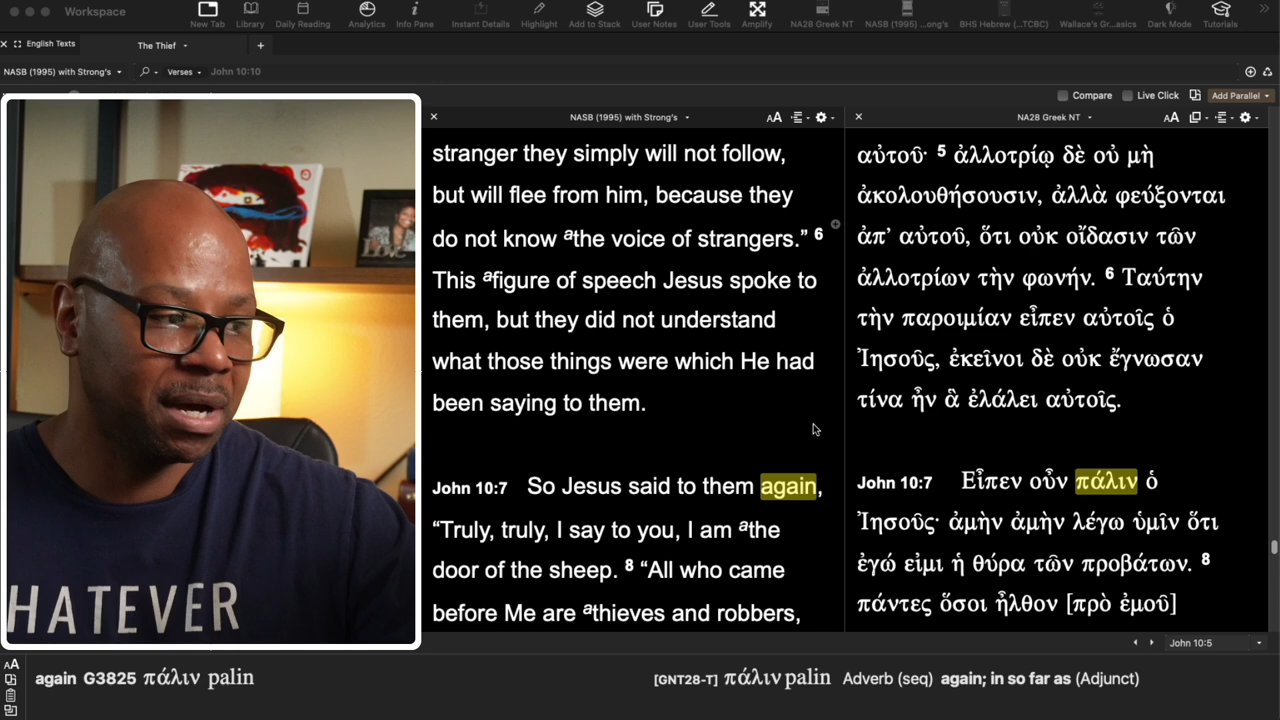 Workspace
New Tab
Library
Daily Reading
Analytics
Info Pane
Instant Details
Highlight
Add to Stack
User Notes
User Tools
Amplify
NA28 Greek NT
NASB (1995) ...ong's
BHS Hebrew (...TCBC)
Wallace's Gr...asics
Dark Mode
Tutorials
English Texts
The Thief
NASB (1995) with Strong's
Verses
John 10:10
Compare
Live Click
Add Parallel
NASB (1995) with Strong's
AA
stranger they simply will not follow,
but will flee from him, because they
do not know athe voice of strangers.” 6
This afigure of speech Jesus spoke to
them, but they did not understand
what those things were which He had
been saying to them.
John 10:7 So Jesus said to them again,
“Truly, truly, I say to you, I am athe
door of the sheep. 8 “All who came
before Me are athieves and robbers,
NA28 Greek NT
AA
αὐτοῦ· 5 ἀλλοτρίῳ δὲ οὐ μὴ
ἀκολουθήσουσιν, ἀλλὰ φεύξονται
ἀπ’ αὐτοῦ, ὅτι οὐκ οἴδασιν τῶν
ἀλλοτρίων τὴν φωνήν. 6 Ταύτην
τὴν παροιμίαν εἶπεν αὐτοῖς ὁ
Ἰησοῦς, ἐκεῖνοι δὲ οὐκ ἔγνωσαν
τίνα ἦν ἃ ἐλάλει αὐτοῖς.
John 10:7 Εἶπεν οὖν πάλιν ὁ
Ἰησοῦς· ἀμὴν ἀμὴν λέγω ὑμῖν ὅτι
ἐγώ εἰμι ἡ θύρα τῶν προβάτων. 8
πάντες ὅσοι ἦλθον [πρὸ ἐμοῦ]
John 10:5
LOVE
HATEVER
AA
again G3825 πάλιν palin
[GNT28-T] πάλιν palin Adverb (seq) again; in so far as (Adjunct)